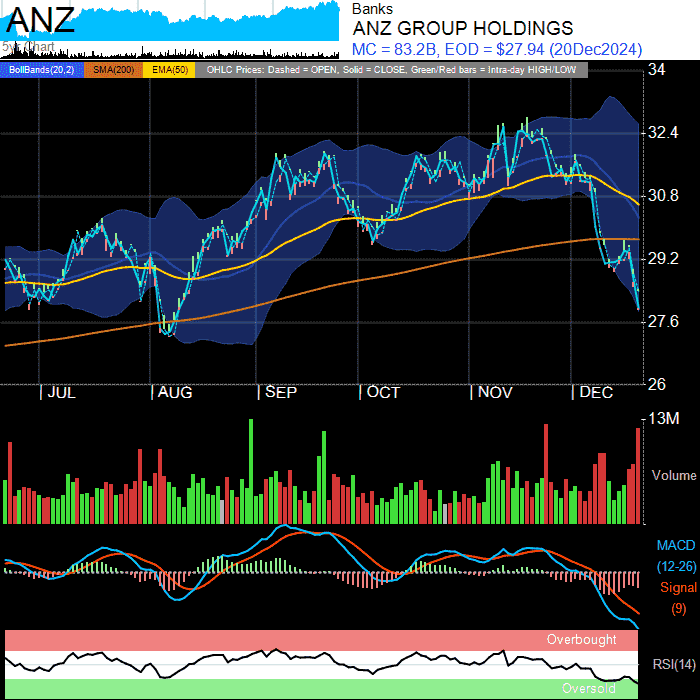 ANZ
5yr Chart
Banks
ANZ GROUP HOLDINGS
MC = 83.2B, EOD = $27.94 (20Dec2024)
BollBands(20,2) SMA(200) EMA(50) OHLC Prices: Dashed = OPEN, Solid = CLOSE, Green/Red bars = Intra-day HIGH/LOW
34
32.4
30.8
29.2
27.6
26
JUL AUG SEP OCT NOV DEC
13M
Volume
MACD
(12-26)
Signal
(9)
Overbought
RSI(14)
Oversold